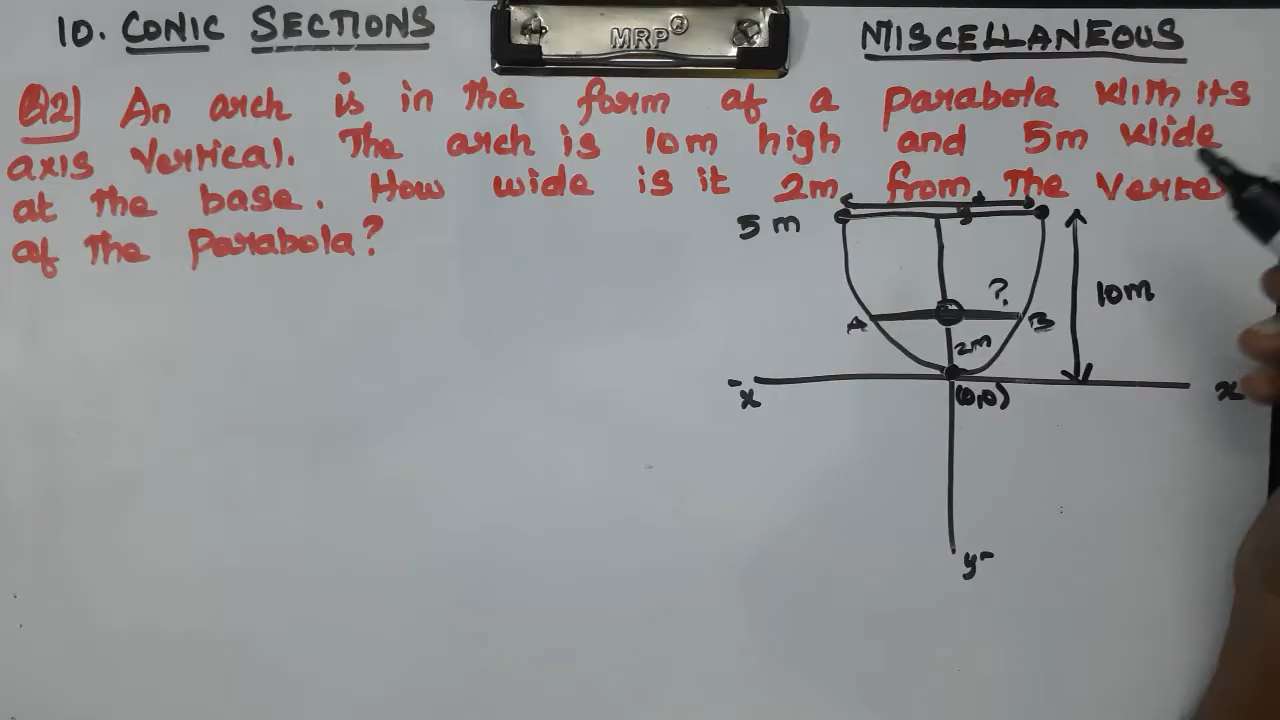 10. CONIC SECTIONS
MRP®
MISCELLANEOUS
Q2] An arch is in the form of a parabola with its
axis vertical. The arch is 10m high and 5m wide
at the base. How wide is it 2m from the
of the parabola?
5 m
5
10m
?
A
B
2m
(0,0)
-x
x
y-